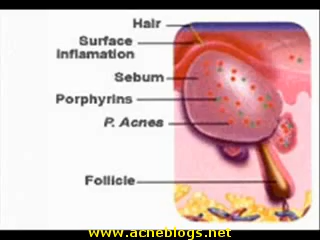 Hair
Surface
inflamation
Sebum
Porphyrins
P. Acnes
Follicle
www.acneblogs.net